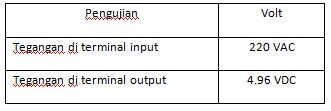 Pengujian Volt
Tegangan di terminal input 220 VAC
Tegangan di terminal output 4.96 VDC